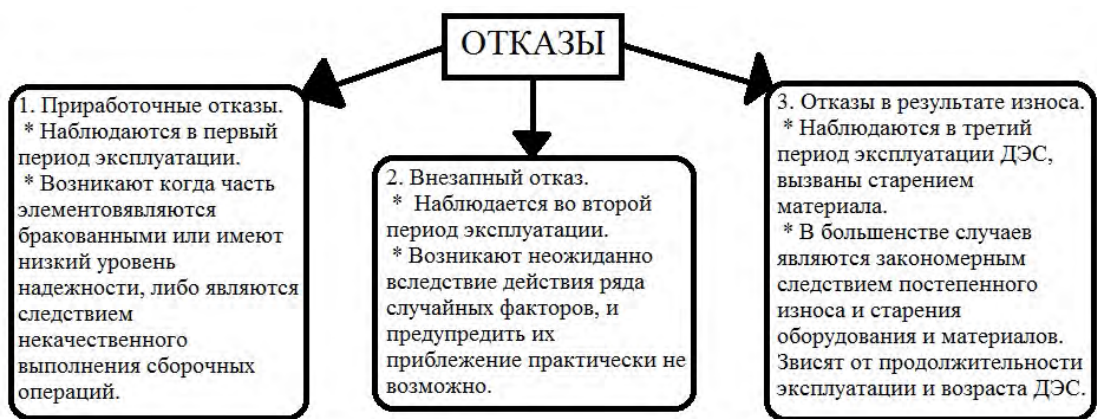 ОТКАЗЫ
1. Приработочные отказы.
* Наблюдаются в первый
период эксплуатации.
* Возникают когда часть
элементовявляются
бракованными или имеют
низкий уровень
надежности, либо являются
следствием
некачественного
выполнения сборочных
операций.
2. Внезапный отказ.
* Наблюдается во второй
период эксплуатации.
* Возникают неожиданно
вследствие действия ряда
случайных факторов, и
предупредить их
приблежение практически не
возможно.
3. Отказы в результате износа.
* Наблюдаются в третий
период эксплуатации ДЭС,
вызваны старением
материала.
* В большенстве случаев
являются закономерным
следствием постепенного
износа и старения
оборудования и материалов.
Звисят от продолжительности
эксплуатации и возраста ДЭС.